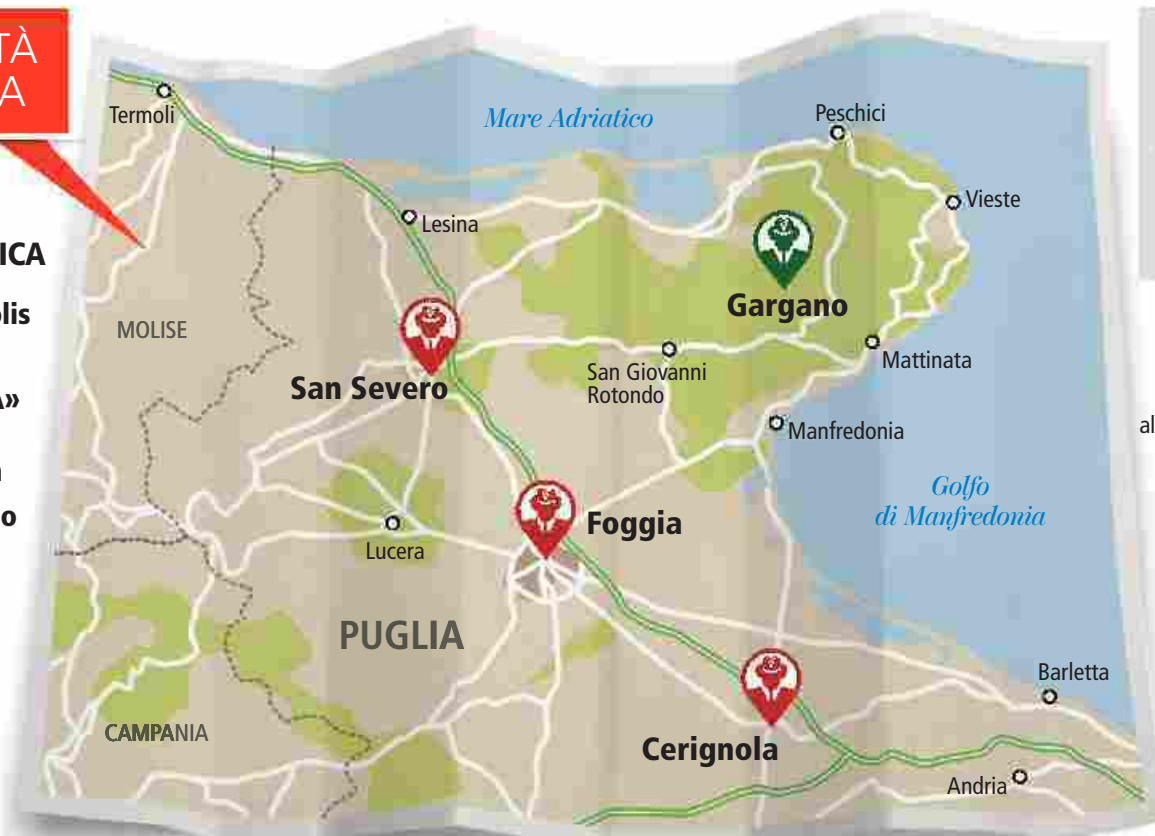 TÀ
A
ICA
lis
A»
o
al
Mare Adriatico
Termoli
Peschici
Vieste
Lesina
Gargano
MOLISE
San Severo
San Giovanni
Rotondo
Mattinata
Manfredonia
Golfo
di Manfredonia
Foggia
Lucera
PUGLIA
Barletta
Cerignola
CAMPANIA
Andria